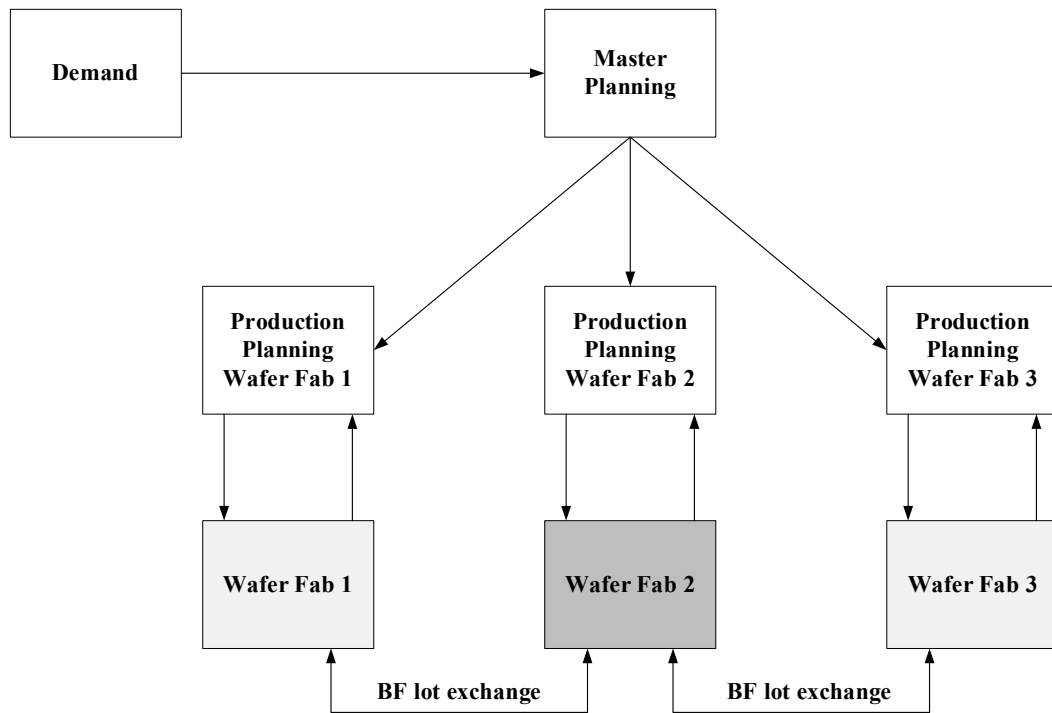 Demand
Master
Planning
Production
Planning
Wafer Fab 1
Production
Planning
Wafer Fab 2
Production
Planning
Wafer Fab 3
Wafer Fab 1
Wafer Fab 2
Wafer Fab 3
BF lot exchange
BF lot exchange